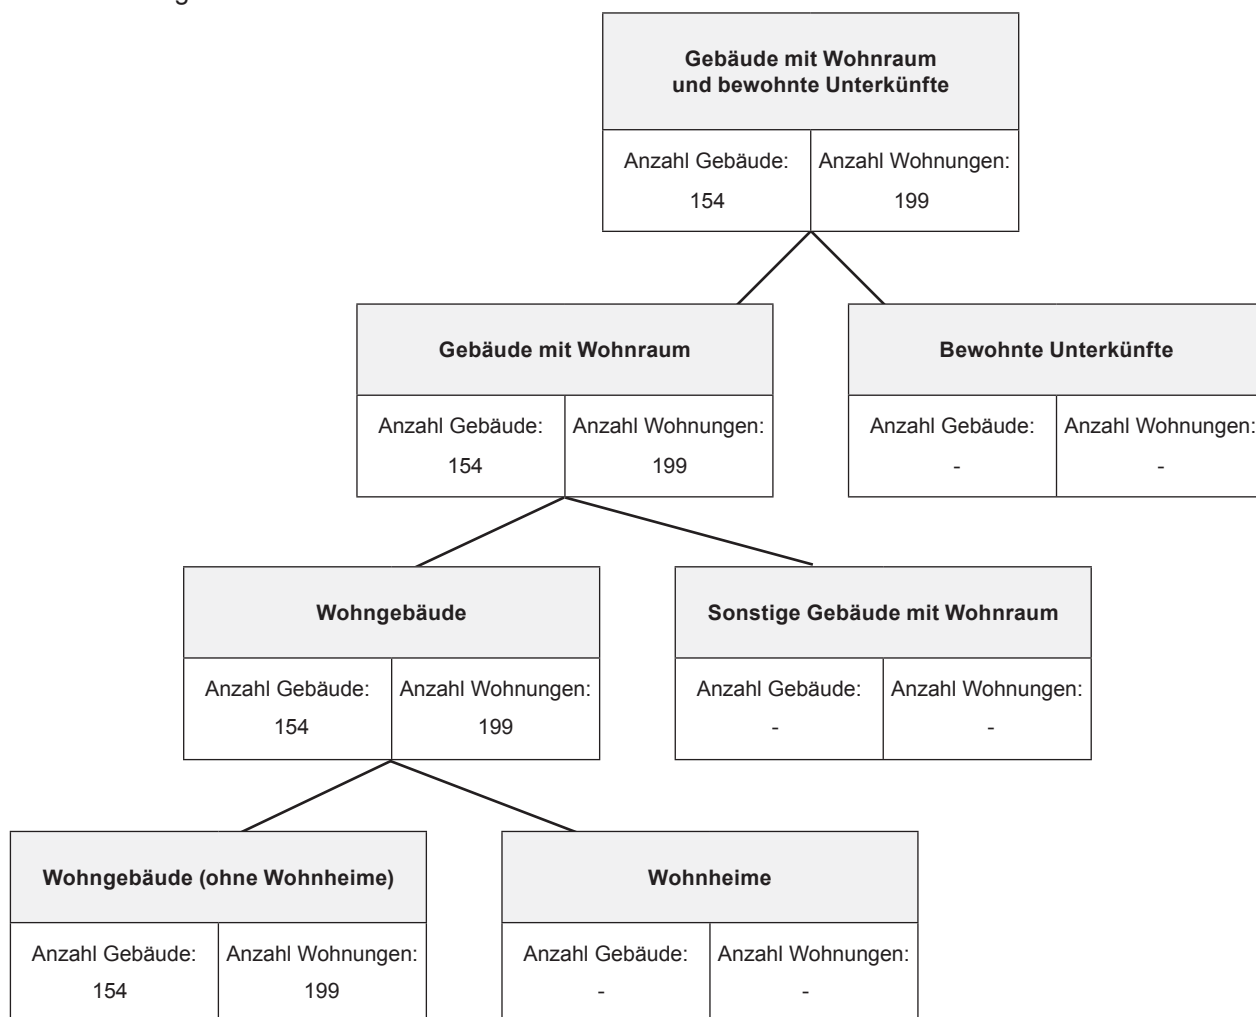 Gebäude mit Wohnraum
und bewohnte Unterkünfte
Anzahl Gebäude: Anzahl Wohnungen:
154 199
Gebäude mit Wohnraum Bewohnte Unterkünfte
Anzahl Gebäude: Anzahl Wohnungen: Anzahl Gebäude: Anzahl Wohnungen:
154 199 - -
Wohngebäude Sonstige Gebäude mit Wohnraum
Anzahl Gebäude: Anzahl Wohnungen: Anzahl Gebäude: Anzahl Wohnungen:
154 199 - -
Wohngebäude (ohne Wohnheime) Wohnheime
Anzahl Gebäude: Anzahl Wohnungen: Anzahl Gebäude: Anzahl Wohnungen:
154 199 - -